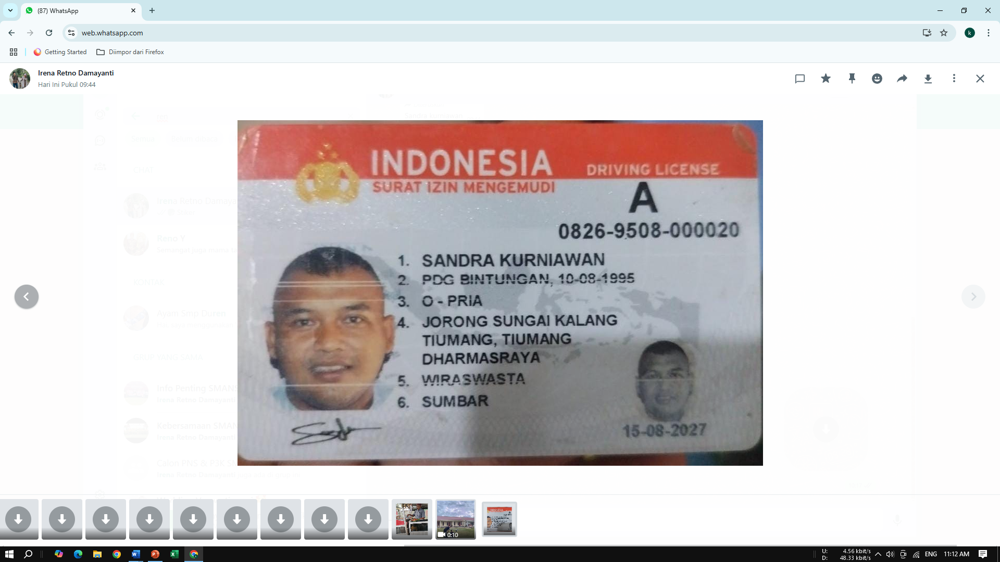 (87) WhatsApp
web.whatsapp.com
Getting Started
Diimpor dari Firefox
Irena Retno Damayanti
Hari Ini Pukul 09:44
Sandra kurniawan
Semua
Belum dibaca
CHAT
Irena Retno Damaya
Reno Y
Semangat juga mama
KONTAK
Ayam Smp Duren
GRUP YANG SAMA
Info Penting SMANS
Irena Retno Damayanti
Kebersamaan SMAN
Irena Retno Damayanti
Calon PNS & P3K SM
Irena Retno Damayanti juga ada di grup ini
INDONESIA
DRIVING LICENSE
SURAT IZIN MENGEMUDI
A
0826-9508-000020
1. SANDRA KURNIAWAN
2. PDG BINTUNGAN, 10-08-1995
3. O - PRIA
4. JORONG SUNGAI KALANG
TIUMANG, TIUMANG
DHARMASRAYA
5. WIRASWASTA
6. SUMBAR
15-08-2027
0:10
U: 4.56 kbit/s
D: 48.33 kbit/s
ENG
11:12 AM